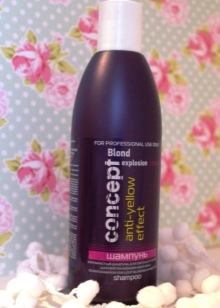 FOR PROFESSIONAL USE ONLY
Blond
explosion
concept
anti-yellow
effect
шампунь
shampoo